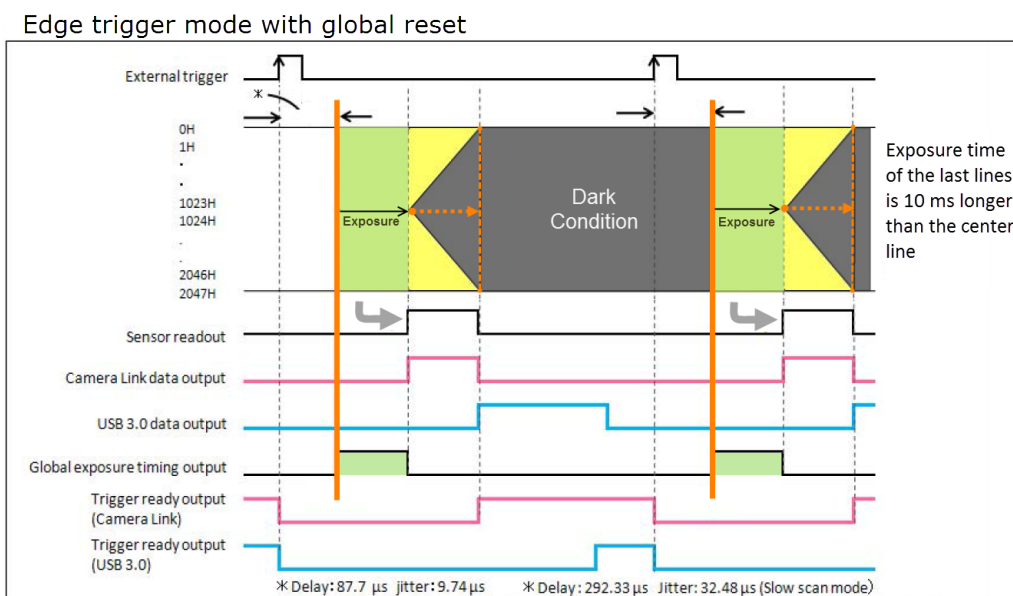 Edge trigger mode with global reset
External trigger
*
0H
1H
.
.
1023H
1024H
.
.
2046H
2047H
Exposure
Dark
Condition
Exposure
Exposure time
of the last lines
is 10 ms longer
than the center
line
Sensor readout
Camera Link data output
USB 3.0 data output
Global exposure timing output
Trigger ready output
(Camera Link)
Trigger ready output
(USB 3.0)
* Delay: 87.7 μs jitter: 9.74 μs
* Delay : 292.33 μs Jitter: 32.48 μs (Slow scan mode)